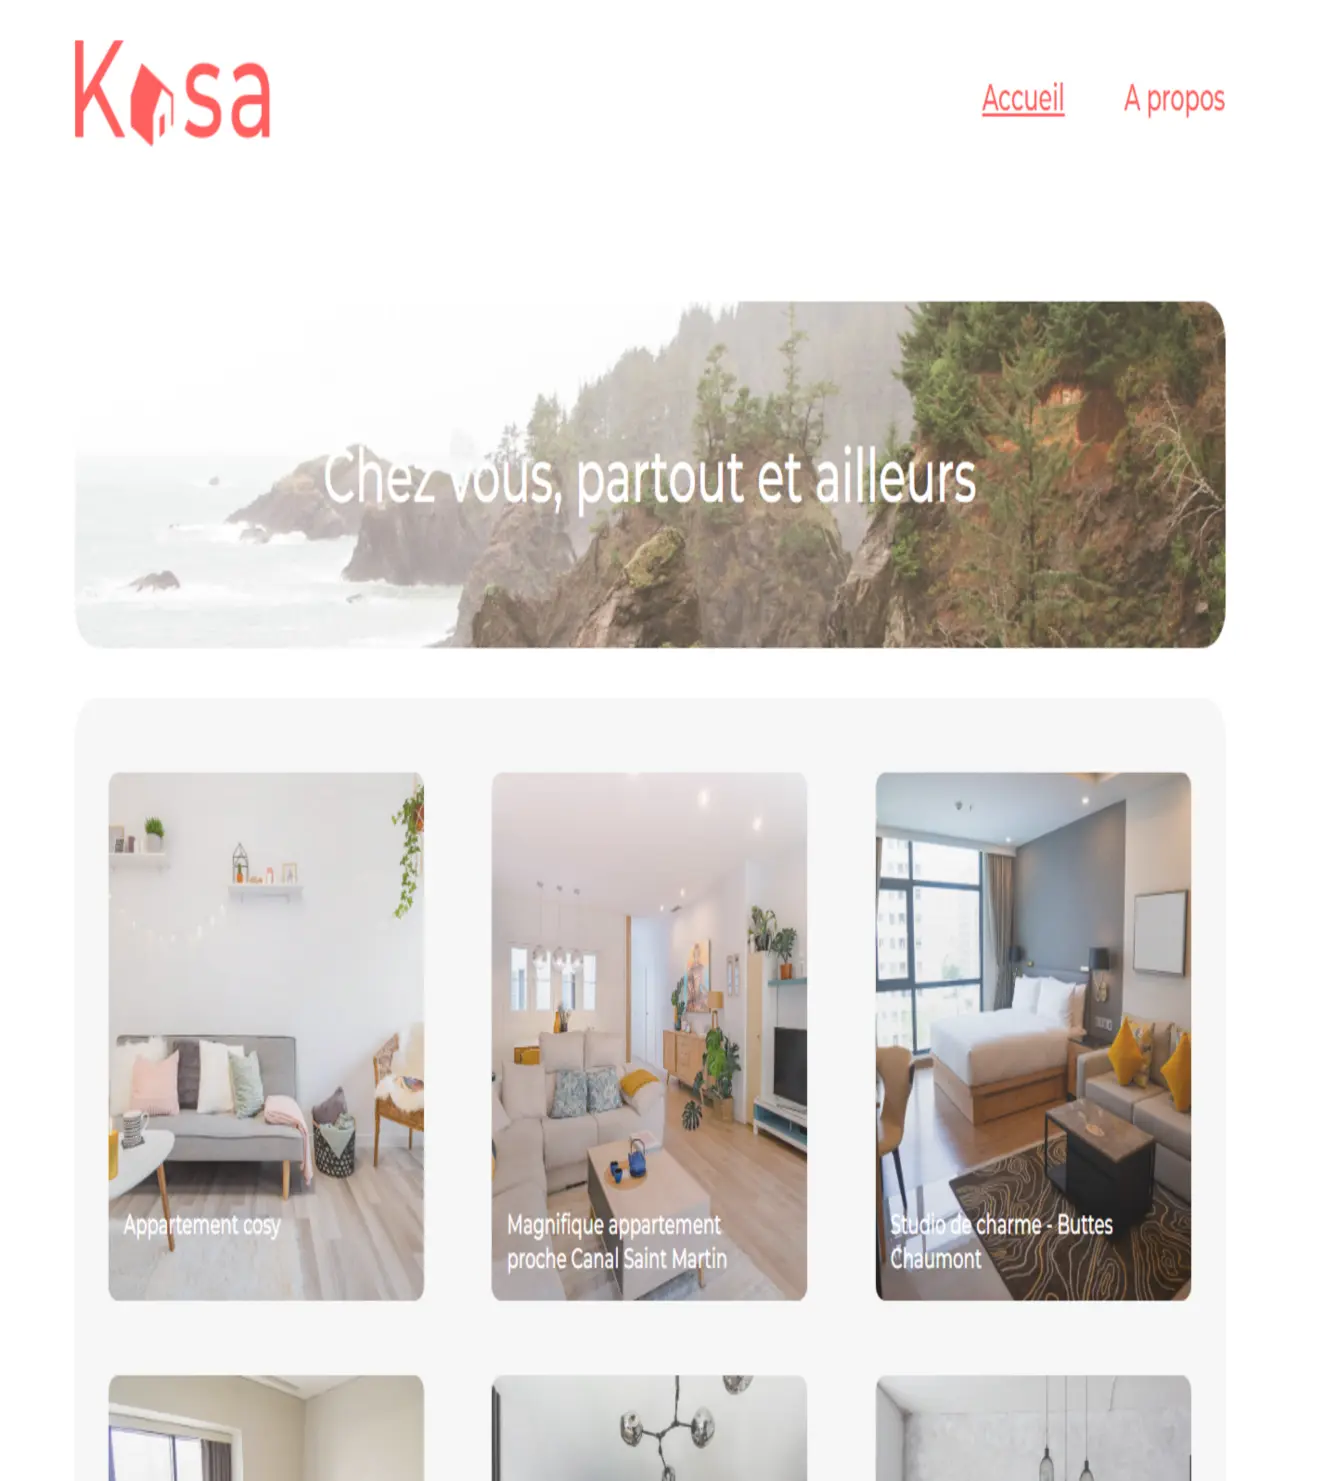 Kasa
Accueil
A propos
Chez vous, partout et ailleurs
Appartement cosy
Magnifique appartement
proche Canal Saint Martin
Studio de charme - Buttes
Chaumont